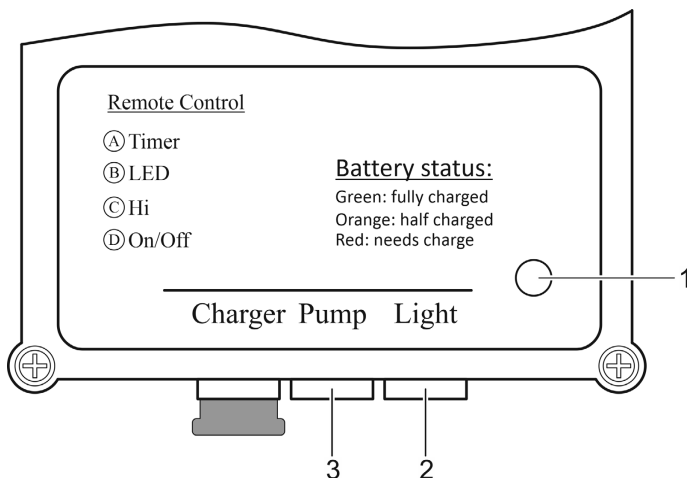 Remote Control
Ⓐ Timer
Ⓑ LED
Ⓒ Hi
Ⓓ On/Off
Battery status:
Green: fully charged
Orange: half charged
Red: needs charge
1
Charger Pump Light
3 2